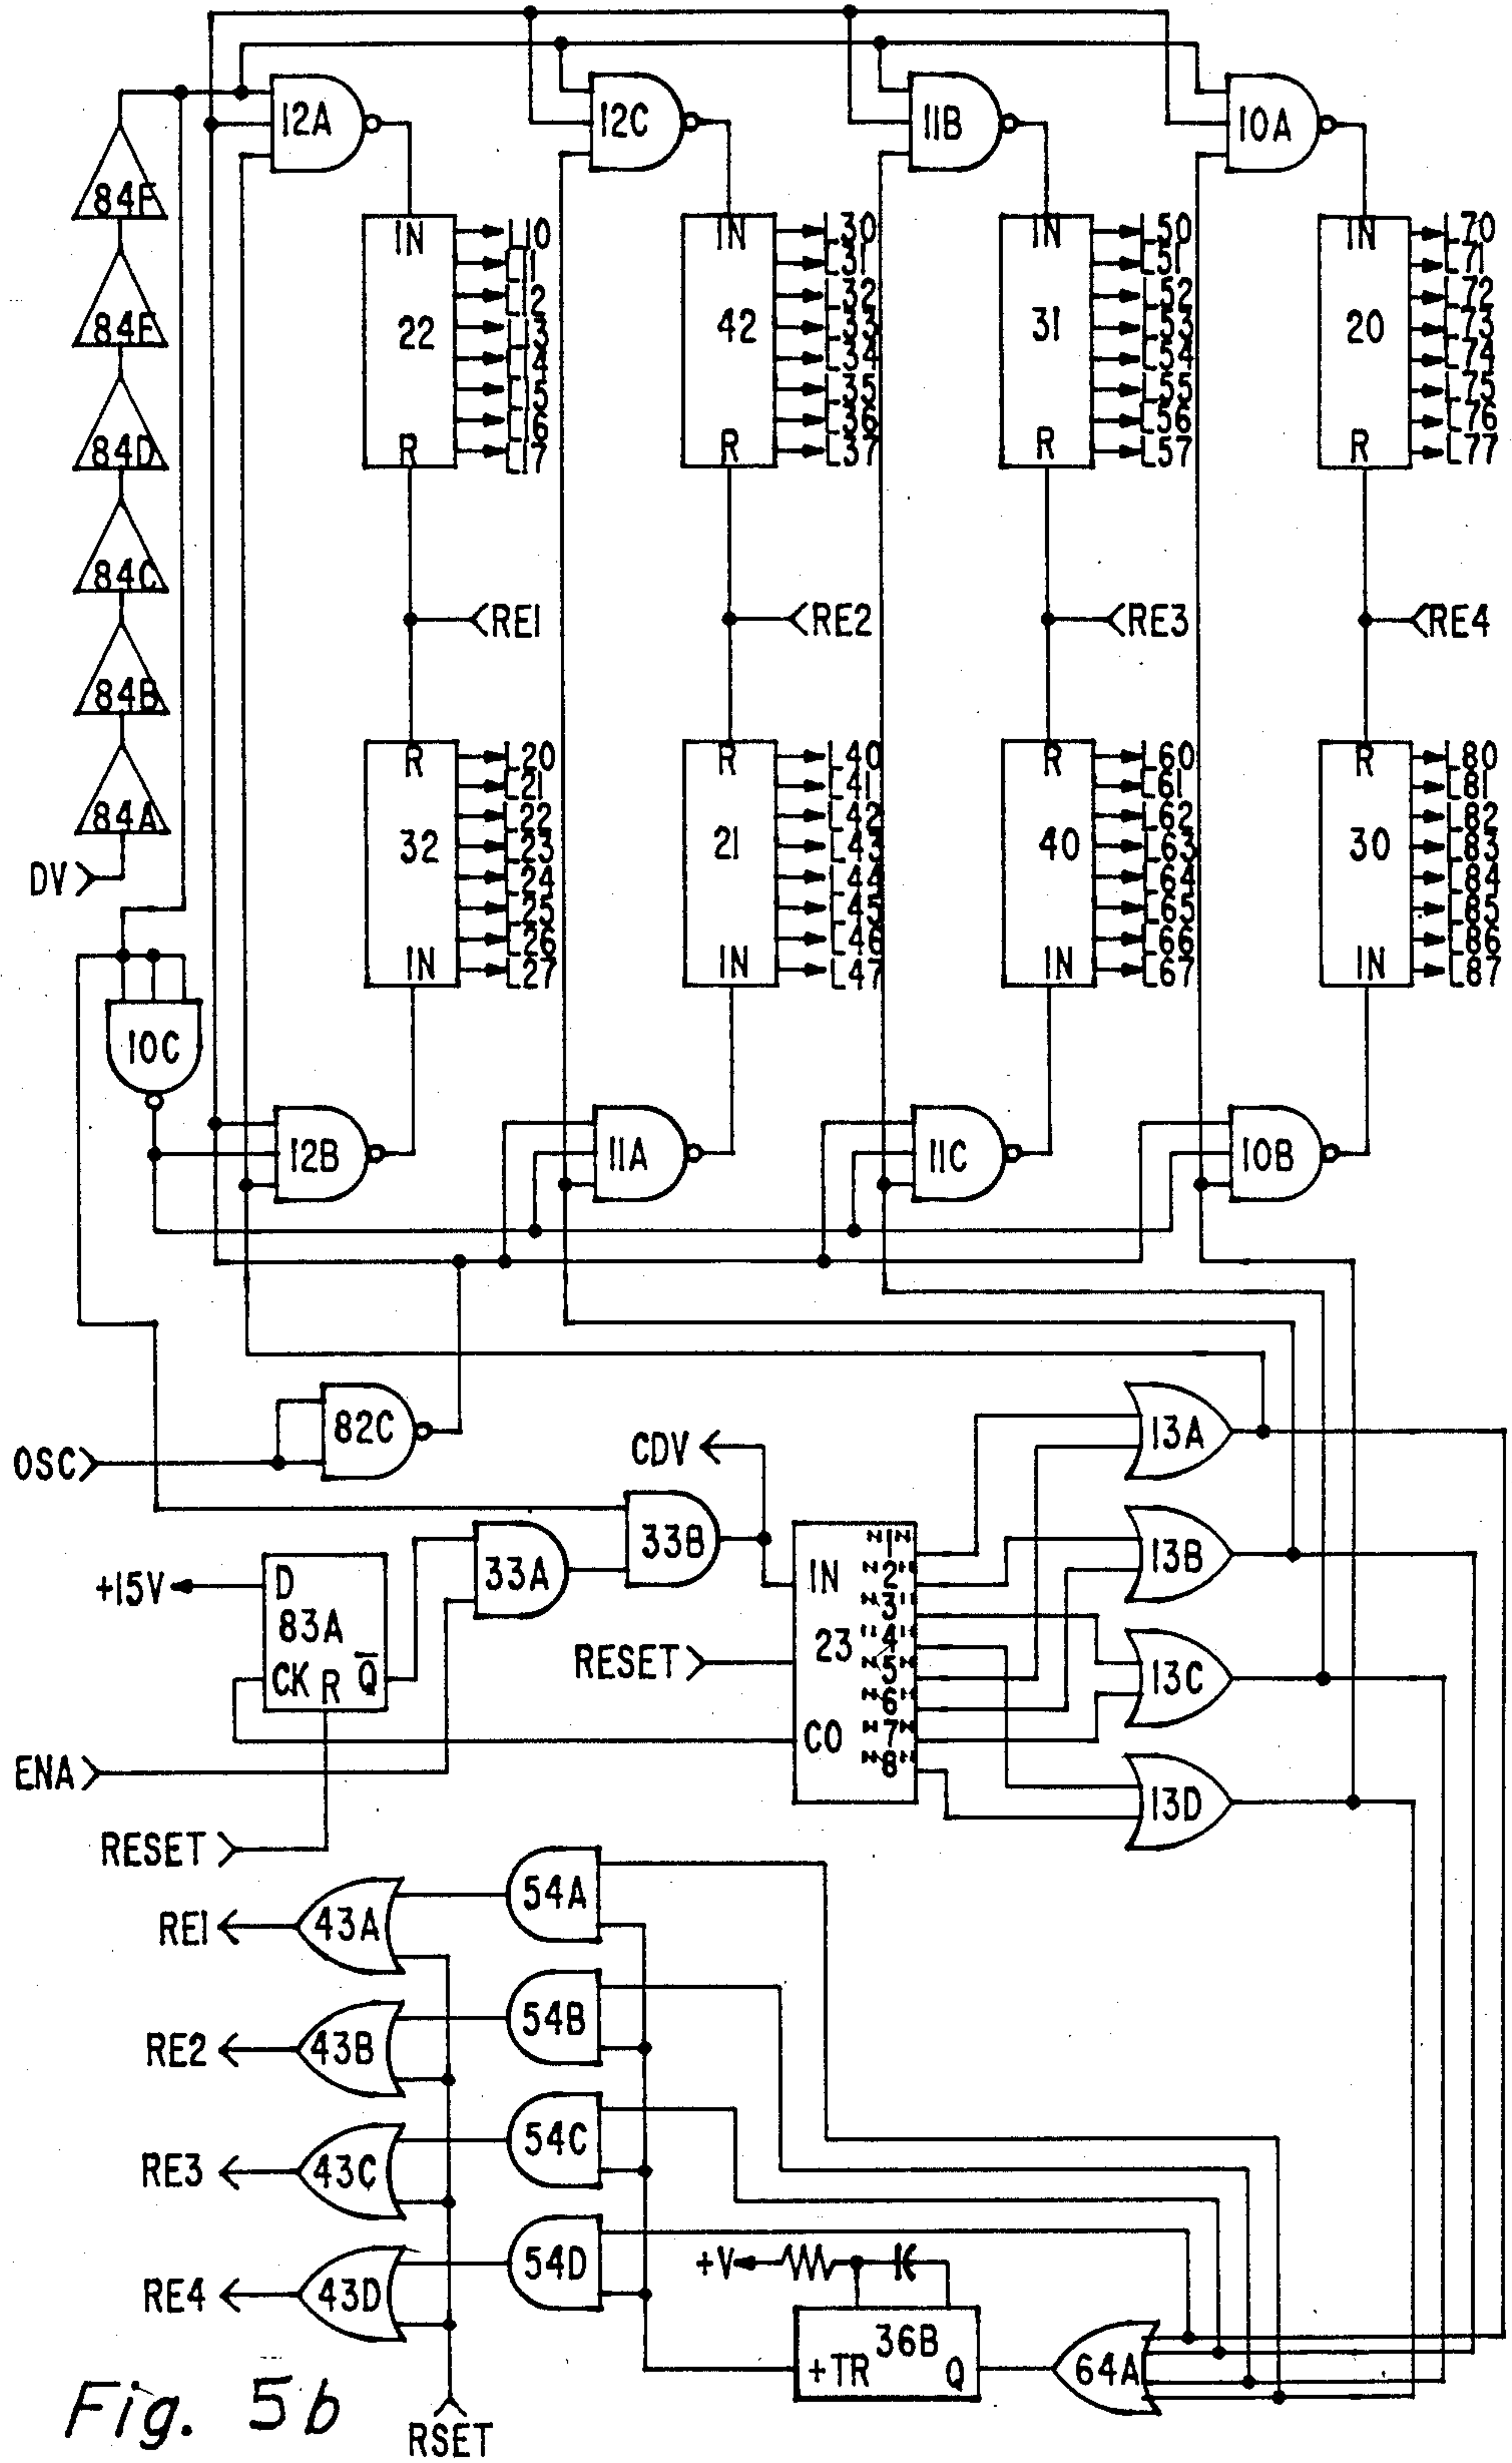 12A 12C 11B 10A
84F
84E
84D
84C
84B
84A
DV
IN
22
R
L10
L11
L12
L13
L14
L15
L16
L17
IN
42
R
L30
L31
L32
L33
L34
L35
L36
L37
IN
31
R
L50
L51
L52
L53
L54
L55
L56
L57
IN
20
R
L70
L71
L72
L73
L74
L75
L76
L77
RE1 RE2 RE3 RE4
R
32
IN
L20
L21
L22
L23
L24
L25
L26
L27
R
21
IN
L40
L41
L42
L43
L44
L45
L46
L47
R
40
IN
L60
L61
L62
L63
L64
L65
L66
L67
R
30
IN
L80
L81
L82
L83
L84
L85
L86
L87
10C
12B 11A 11C 10B
OSC
82C
CDV
33B
33A
+15V
D
83A
CK R Q̅
ENA
RESET
RESET
IN
23
CO
"1"
"2"
"3"
"4"
"5"
"6"
"7"
"8"
13A
13B
13C
13D
RE1 43A 54A
RE2 43B 54B
RE3 43C 54C
RE4 43D 54D
+V
36B
+TR Q
64A
RSET
Fig. 5b